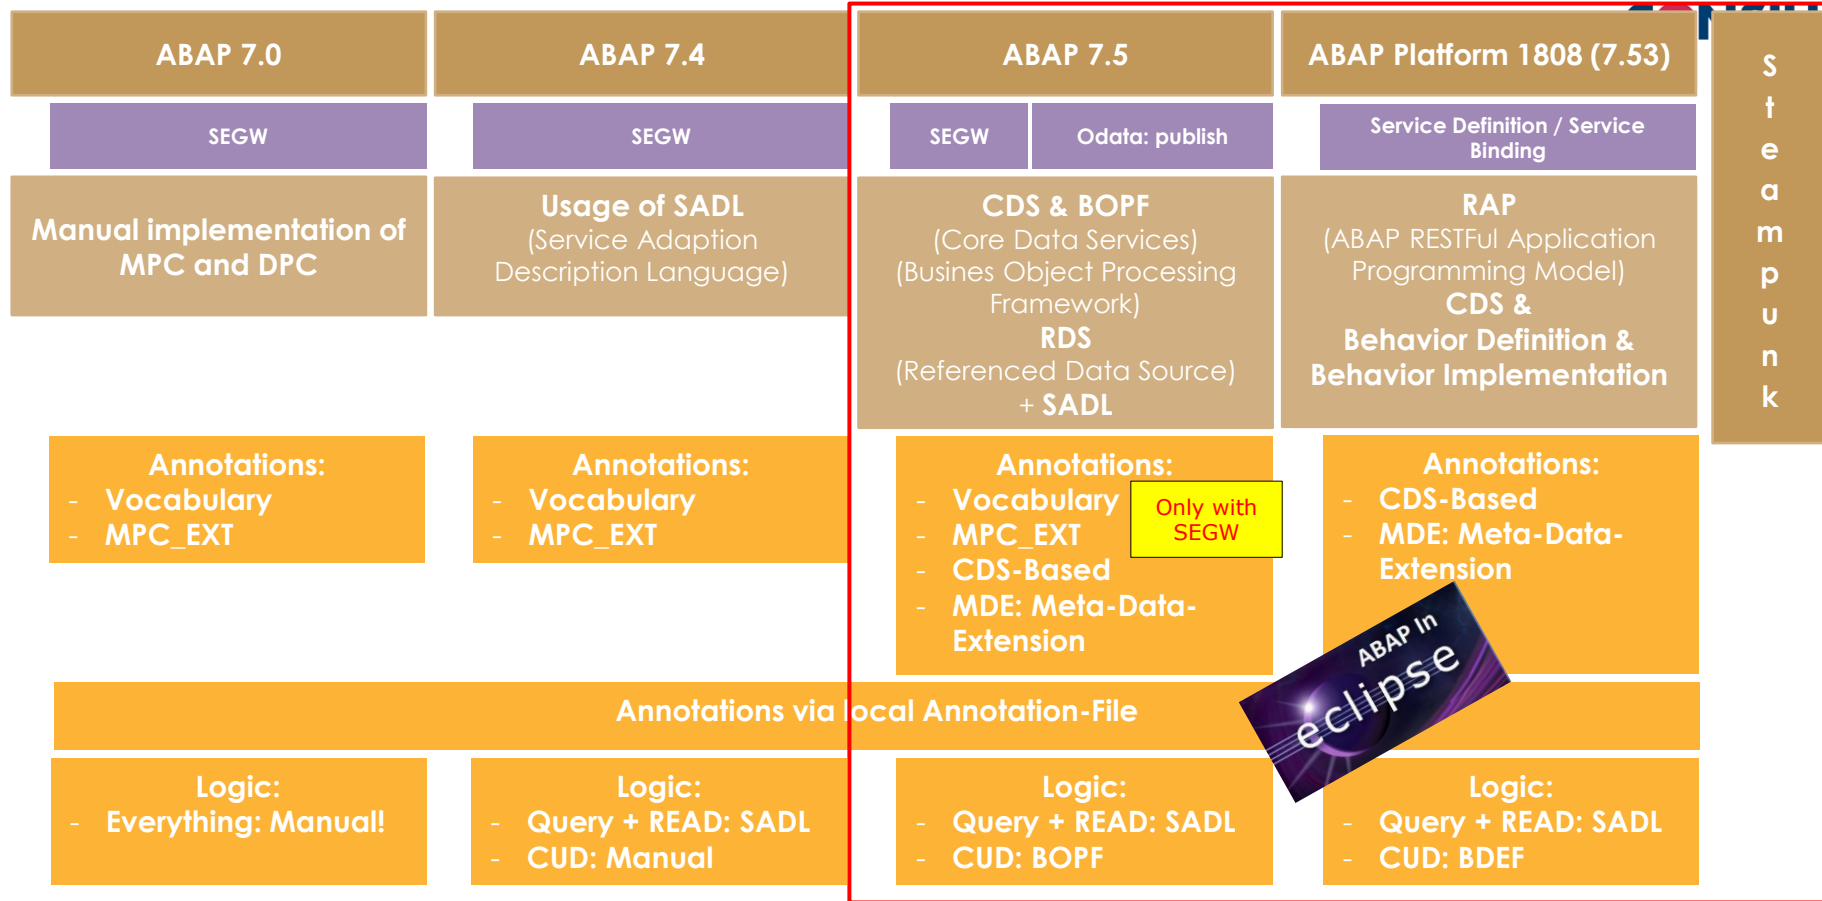 ABAP 7.0
ABAP 7.4
ABAP 7.5
ABAP Platform 1808 (7.53)
S
t
e
a
m
p
u
n
k
SEGW
SEGW
SEGW
Odata: publish
Service Definition / Service
Binding
Manual implementation of
MPC and DPC
Usage of SADL
(Service Adaption
Description Language)
CDS & BOPF
(Core Data Services)
(Busines Object Processing
Framework)
RDS
(Referenced Data Source)
+ SADL
RAP
(ABAP RESTFul Application
Programming Model)
CDS &
Behavior Definition &
Behavior Implementation
Annotations:
- Vocabulary
- MPC_EXT
Annotations:
- Vocabulary
- MPC_EXT
Annotations:
- Vocabulary
- MPC_EXT
- CDS-Based
- MDE: Meta-Data-
Extension
Only with
SEGW
Annotations:
- CDS-Based
- MDE: Meta-Data-
Extension
ABAP In
eclipse
Annotations via local Annotation-File
Logic:
- Everything: Manual!
Logic:
- Query + READ: SADL
- CUD: Manual
Logic:
- Query + READ: SADL
- CUD: BOPF
Logic:
- Query + READ: SADL
- CUD: BDEF